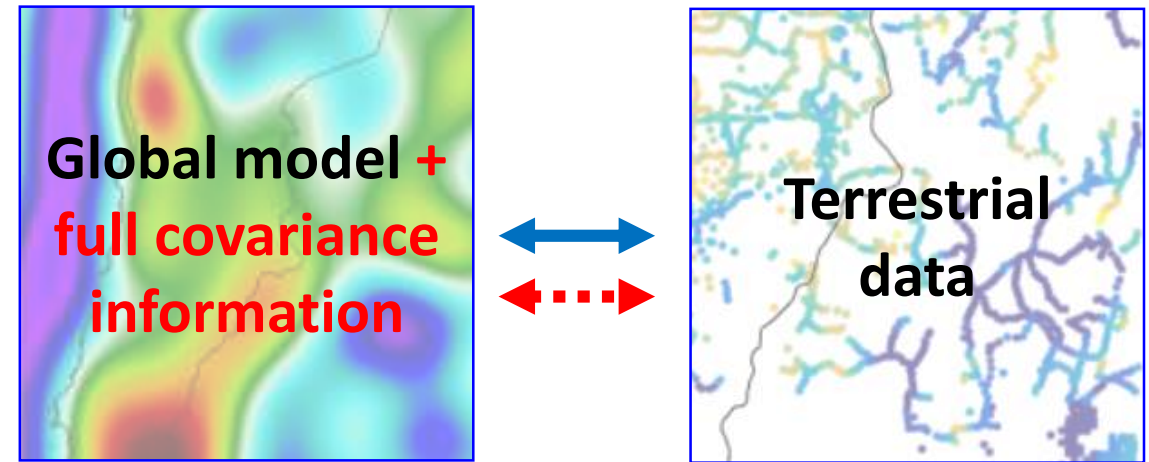 Global model +
full covariance
information
Terrestrial
data